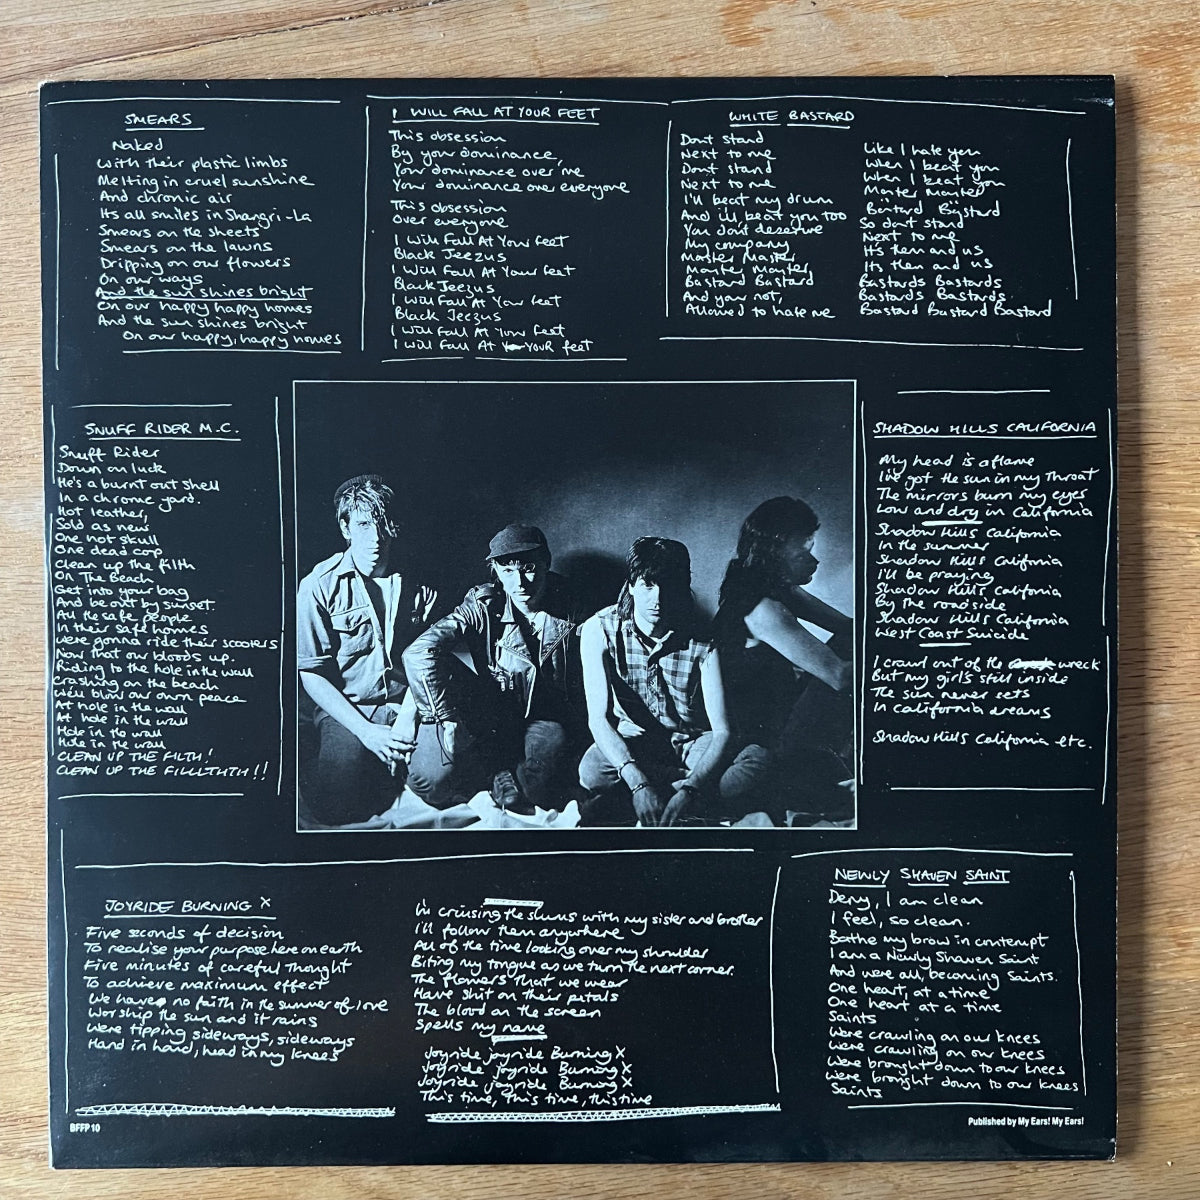 SMEARS
Naked
With their plastic limbs
Melting in cruel sunshine
And chronic air
Its all smiles in Shangri-La
Smears on the sheets
Smears on the lawns
Dripping on our flowers
On our ways
And the sun shines bright
On our happy happy homes
And the sun shines bright
On our happy, happy homes
I WILL FALL AT YOUR FEET
This obsession
By your dominance,
Your dominance over me
Your dominance over everyone
This obsession
Over everyone
I Will Fall At Your feet
Black Jeezus
I Will Fall At Your feet
Black Jeezus
I Will Fall At Your feet
Black Jeezus
I Will Fall At Your feet
I Will Fall At YOUR feet
WHITE BASTARD
Dont stand
Next to me
Dont stand
Next to me
I'll beat my drum
And i'll beat you too
You dont deserve
My company
Master Master
Master Master
Bastard Bastard
And your not,
Allowed to hate me
Like I hate you
When I beat you
When I beat you
Master Master
Bastard Bastard
So dont stand
Next to me
It's them and us
Its them and us
Bastards Bastards
Bastards Bastards
Bastard Bastard Bastard
SNUFF RIDER M.C.
Snuff Rider
Down on luck
He's a burnt out shell
In a chrome yard.
Hot leather,
Sold as new
One hot skull
One dead cop
Clean up the filth
On The Beach
Get into your bag
And be out by sunset.
All the safe people
In their safe homes
Were gonna ride their scooters
Now that our bloods up.
Riding to the hole in the wall
Crashing on the beach
We'll blow our own peace
At hole in the wall
At hole in the wall
Hole in the wall
Hole in the wall
CLEAN UP THE FILTH!
CLEAN UP THE FILLLTHTH!!
SHADOW HILLS CALIFORNIA
My head is aflame
I've got the sun in my Throat
The mirrors burn my eyes
Low and dry in California
Shadow Hills California
In the summer
Shadow Hills California
I'll be praying
Shadow Hills California
By the roadside
Shadow Hills California
West Coast Suicide
I crawl out of the wreck
But my girl's still inside
The sun never sets
In California dreams
Shadow Hills California etc.
JOYRIDE BURNING X
Five seconds of decision
To realise your purpose here on earth
Five minutes of careful Thought
To achieve maximum effect
We have no faith in the summer of love
Worship the sun and it rains
Were tipping sideways, sideways
Hand in hand, head in my knees
I'm cruising the slums with my sister and brother
I'll follow them anywhere
All of the time looking over my shoulder
Biting my tongue as we turn the next corner.
The flowers That we wear
Have shit on their petals
The blood on the screen
Spells my name
Joyride joyride Burning X
Joyride joyride Burning X
Joyride joyride Burning X
This time, This time, this time
NEWLY SHAVEN SAINT
Deny, I am clean
I feel, so clean.
Bathe my brow in contempt
I am a Newly Shaven Saint
And were all, becoming Saints.
One heart, at a time
One heart at a time
Saints
Were crawling on our knees
Were crawling on our knees
Were brought down to our knees
Were brought down to our knees
Saints
BFFP 10
Published by My Ears! My Ears!